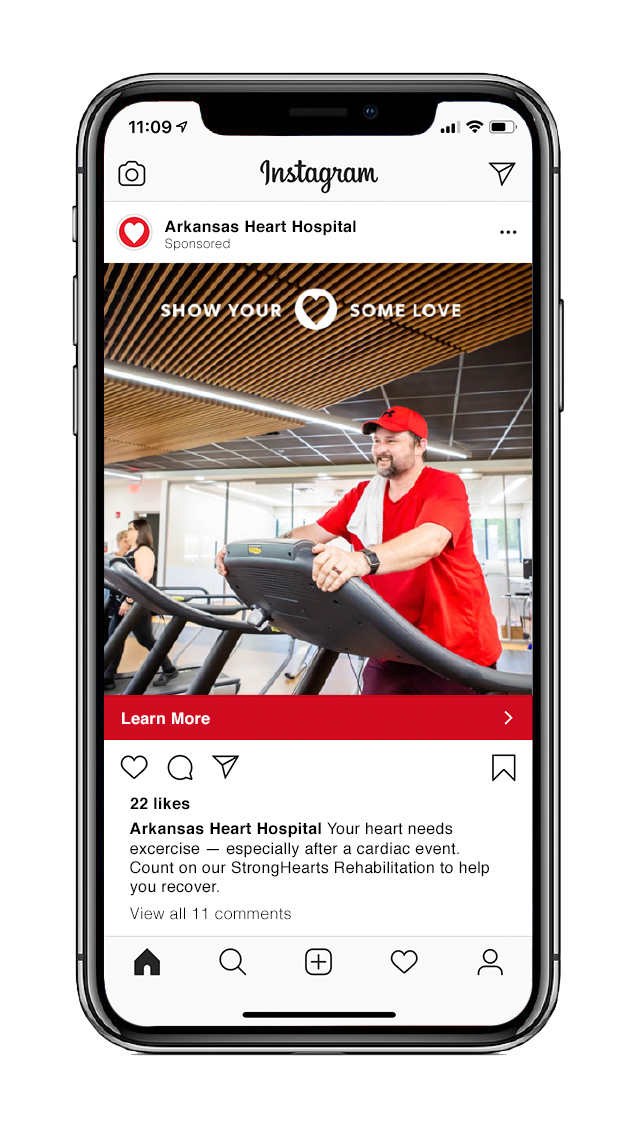 11:09
Instagram
Arkansas Heart Hospital
Sponsored
SHOW YOUR SOME LOVE
Learn More
22 likes
Arkansas Heart Hospital Your heart needs
excercise — especially after a cardiac event.
Count on our StrongHearts Rehabilitation to help
you recover.
View all 11 comments